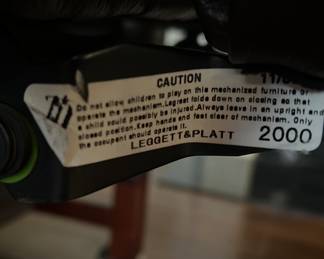 CAUTION
11/
Do not allow children to play on this mechanized furniture or
operate the mechanism.Legrest folds down on closing so that
a child could possibly be injured.Always leave in an upright and
closed position.Keep hands and feet clear of mechanism. Only
the occupant should operate it.
LEGGETT&PLATT 2000